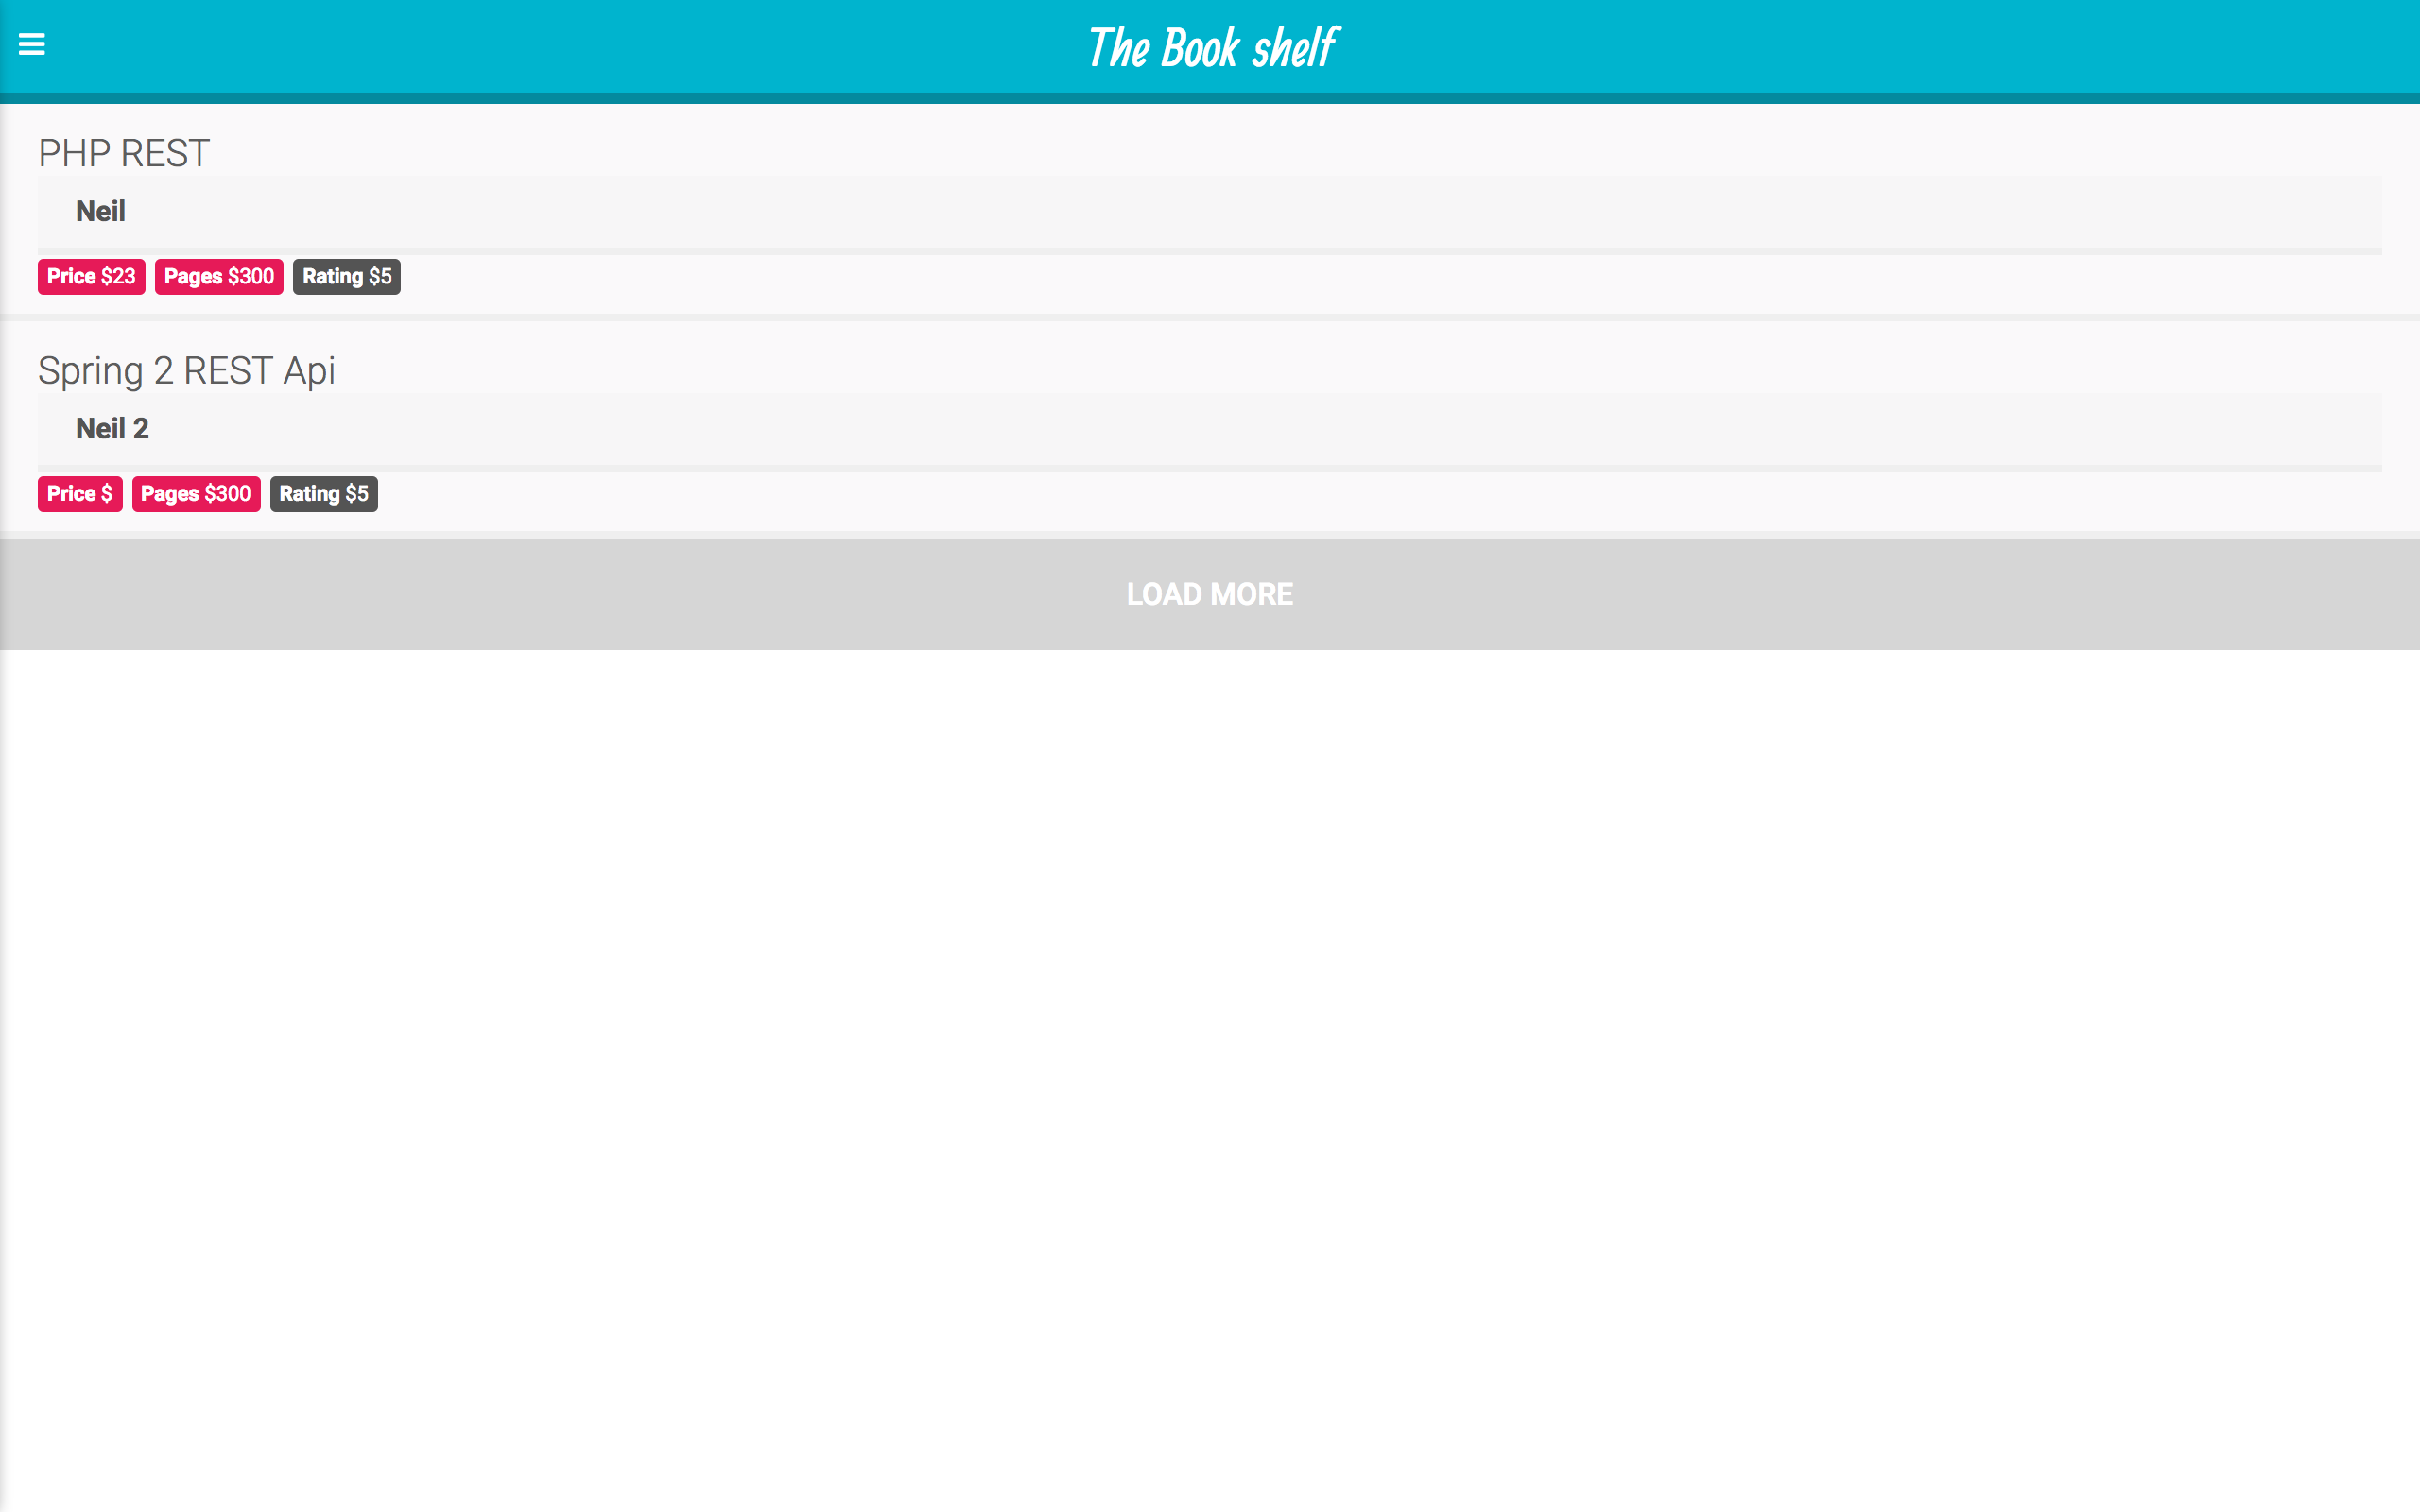 The Book shelf
PHP REST
Neil
Price $23 Pages $300 Rating $5
Spring 2 REST Api
Neil 2
Price $ Pages $300 Rating $5
LOAD MORE